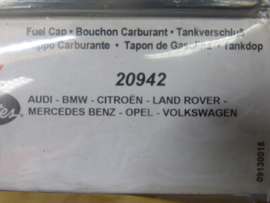 Fuel Cap • Bouchon Carburant • Tankverschluß
Tappo Carburante • Tapon de Gasolina • Tankdop
20942
AUDI - BMW - CITROËN - LAND ROVER -
MERCEDES BENZ - OPEL - VOLKSWAGEN
09130015